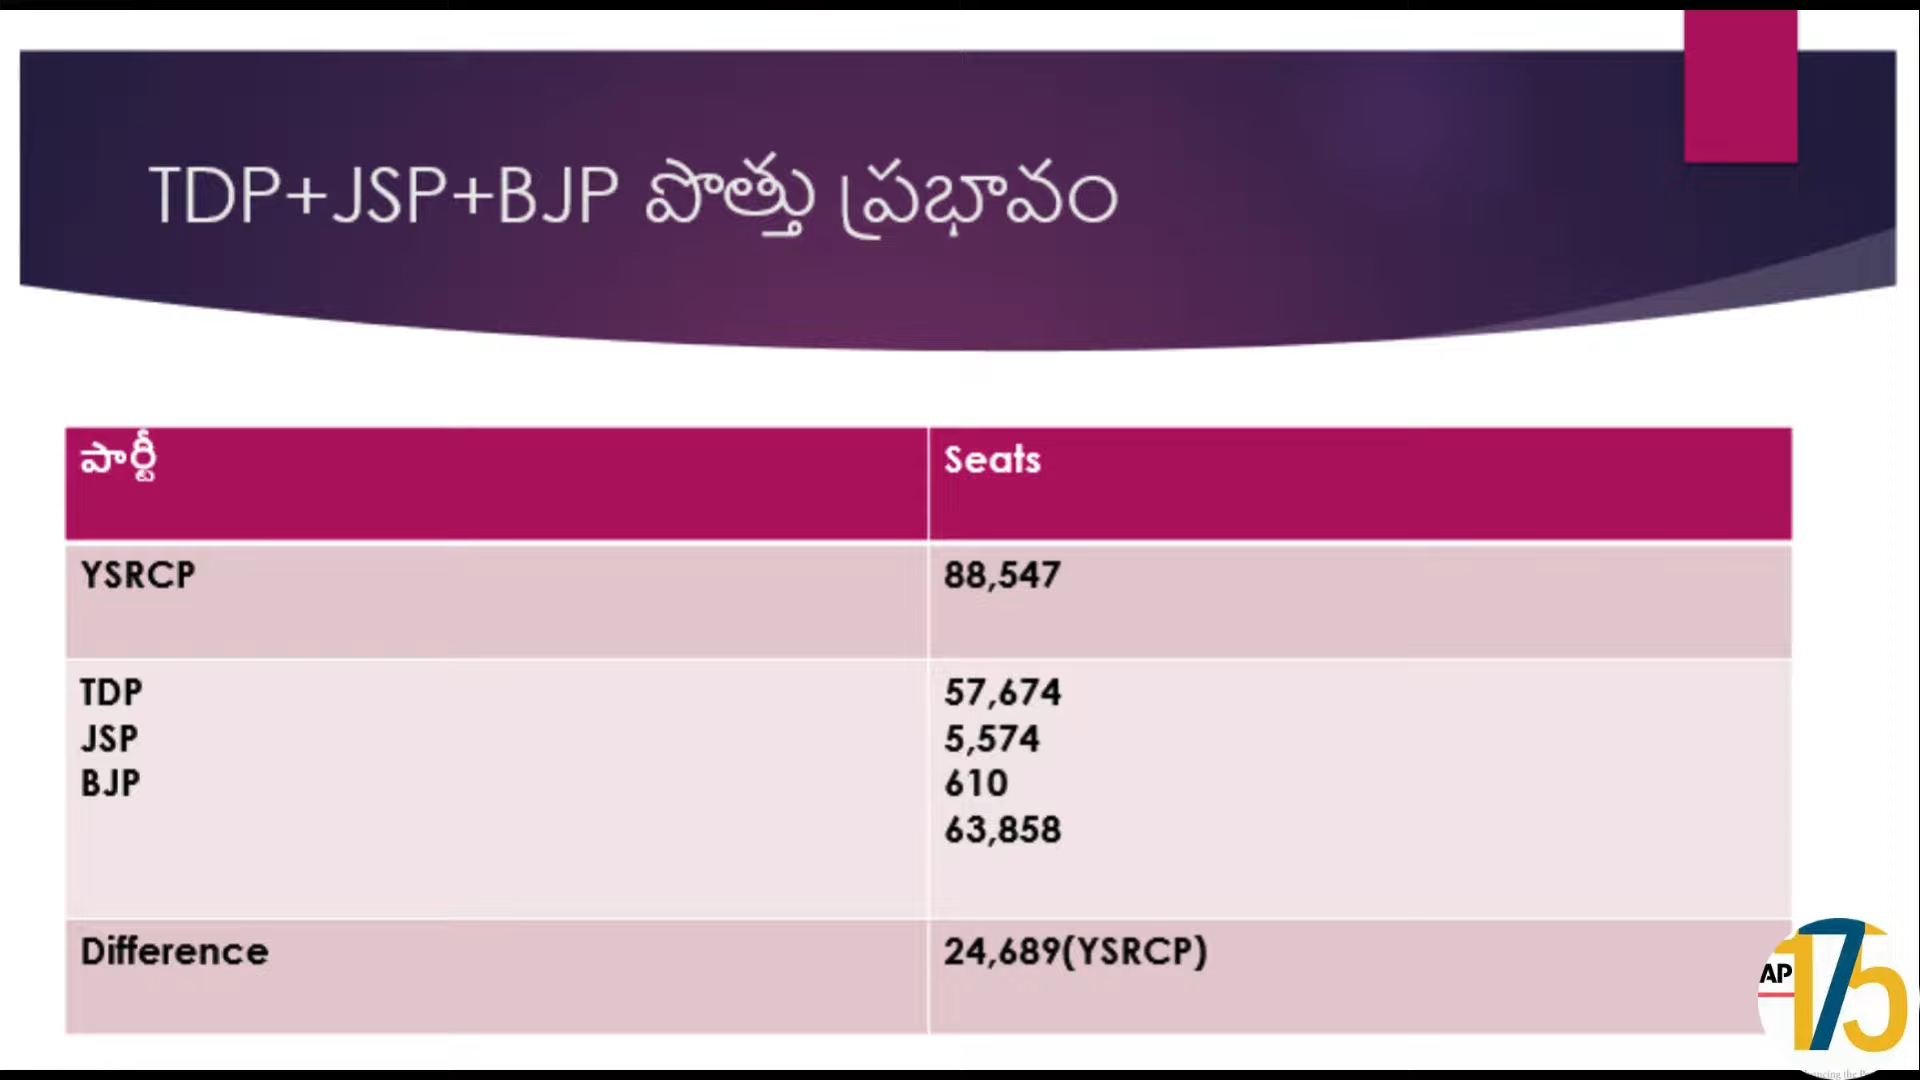 TDP+JSP+BJP పొత్తు ప్రభావం
పార్టీ
Seats
YSRCP
88,547
TDP
57,674
JSP
5,574
BJP
610
63,858
Difference
24,689(YSRCP)
AP
175